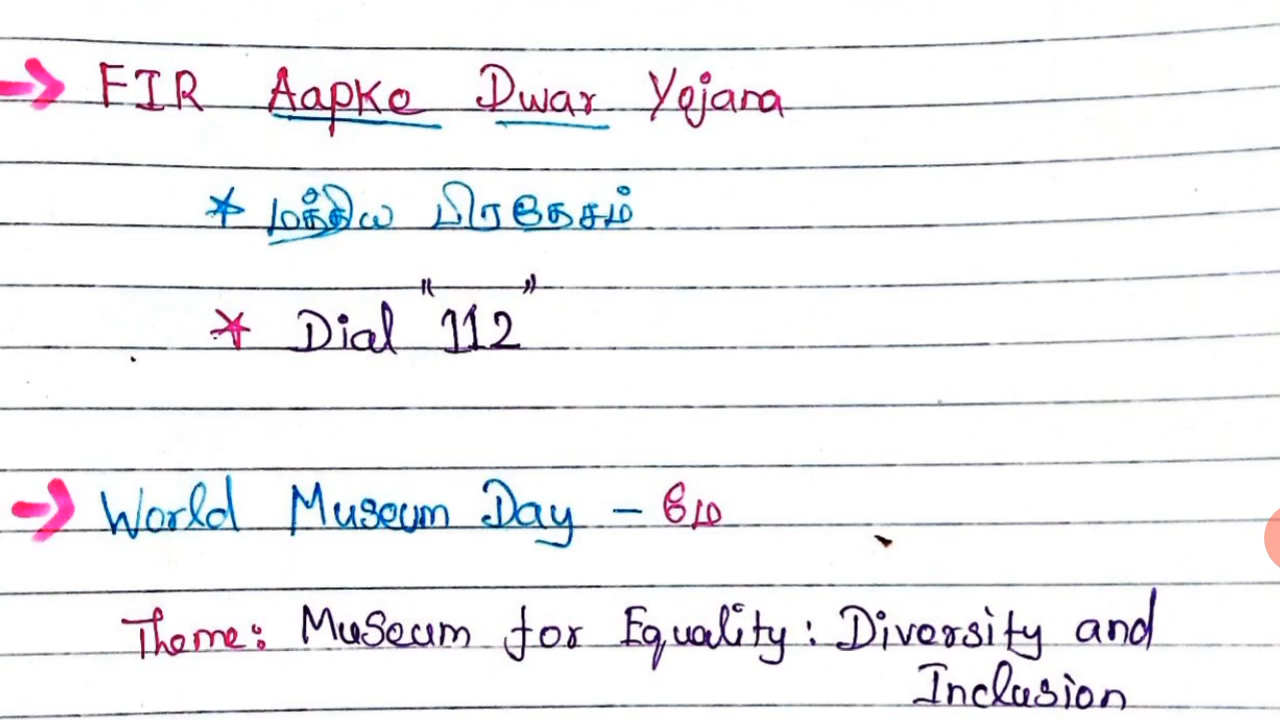 → FIR Aapke Dwar Yojana
* மத்திய பிரதேசம்
* Dial "112"
→ World Museum Day - மே
Theme: Museum for Equality: Diversity and
Inclusion